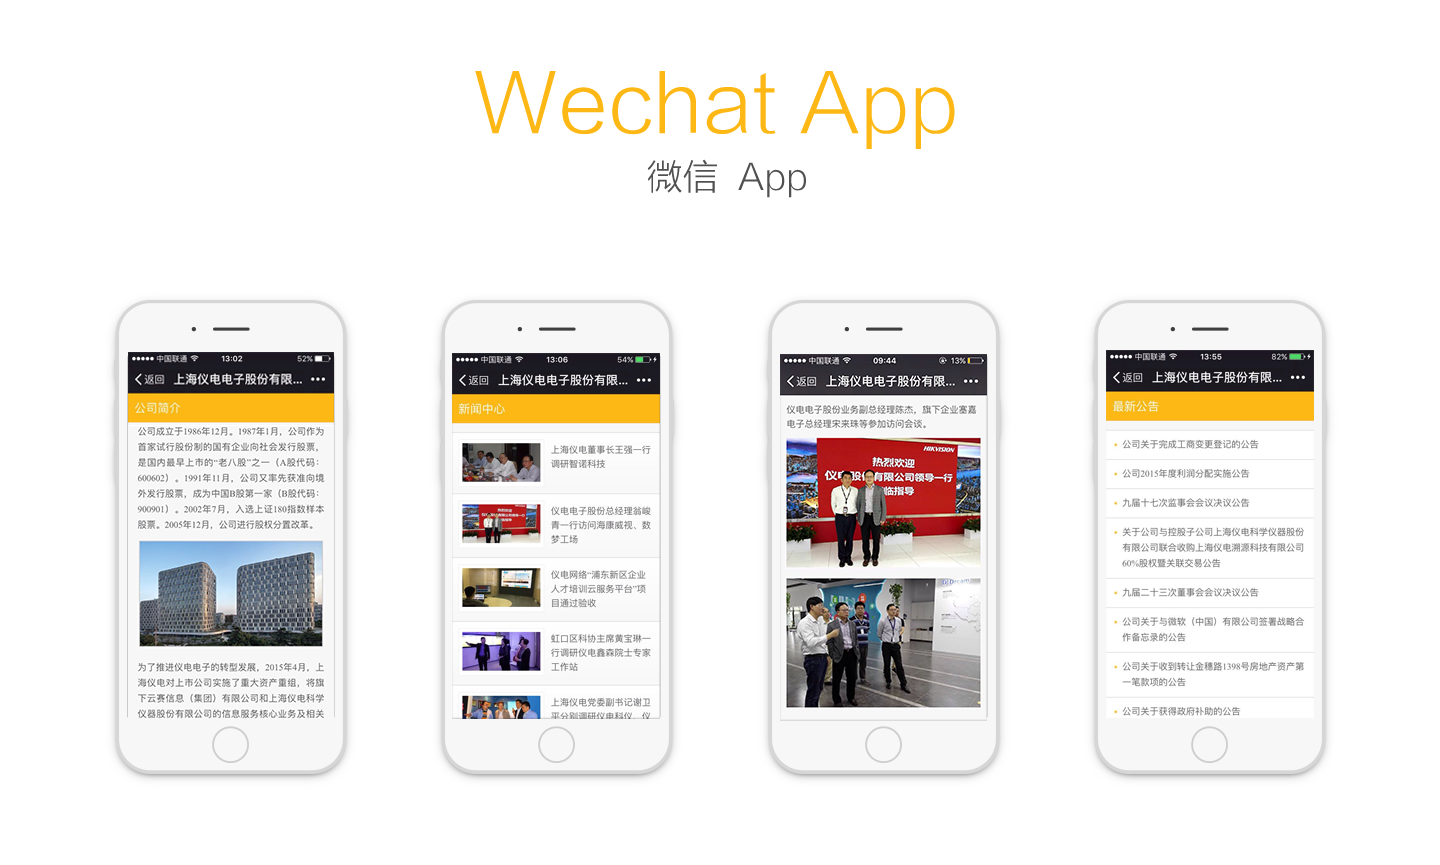 Wechat App
微信 App
中国联通 13:02 52%
返回 上海仪电电子股份有限...
公司简介
公司成立于1986年12月。1987年1月，公司作为
首家试行股份制的国有企业向社会发行股票，
是国内最早上市的“老八股”之一（A股代码：
600602）。1991年11月，公司又率先获准向境
外发行股票，成为中国B股第一家（B股代码：
900901）。2002年7月，入选上证180指数样本
股票。2005年12月，公司进行股权分置改革。
为了推进仪电电子的转型发展，2015年4月，上
海仪电对上市公司实施了重大资产重组，将旗
下云赛信息（集团）有限公司和上海仪电科学
仪器股份有限公司的信息服务核心业务及相关
中国联通 13:06 54%
返回 上海仪电电子股份有限...
新闻中心
上海仪电董事长王强一行
调研智诺科技
仪电电子股份总经理翁峻
青一行访问海康威视、数
梦工场
仪电网络“浦东新区企业
人才培训云服务平台”项
目通过验收
虹口区科协主席黄宝琳一
行调研仪电鑫森院士专家
工作站
上海仪电党委副书记谢卫
平分别调研仪电科仪、仪
中国联通 09:44 13%
返回 上海仪电电子股份有限...
仪电电子股份业务副总经理陈杰，旗下企业塞嘉
电子总经理宋来珠等参加访问会谈。
HIKVISION
热烈欢迎
仪电股份有限公司领导一行
临指导
中国联通 13:55 82%
返回 上海仪电电子股份有限...
最新公告
公司关于完成工商变更登记的公告
公司2015年度利润分配实施公告
九届十七次监事会会议决议公告
关于公司与控股子公司上海仪电科学仪器股份
有限公司联合收购上海仪电溯源科技有限公司
60%股权暨关联交易公告
九届二十三次董事会会议决议公告
公司关于与微软（中国）有限公司签署战略合
作备忘录的公告
公司关于收到转让金穗路1398号房地产资产第
一笔款项的公告
公司关于获得政府补助的公告